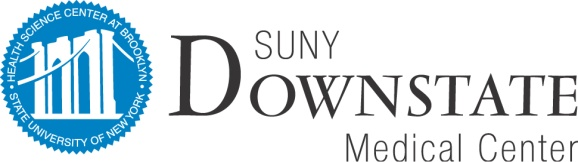 · HEALTH SCIENCE CENTER AT BROOKLYN ·
STATE UNIVERSITY OF NEW YORK
SUNY
DOWNSTATE
Medical Center